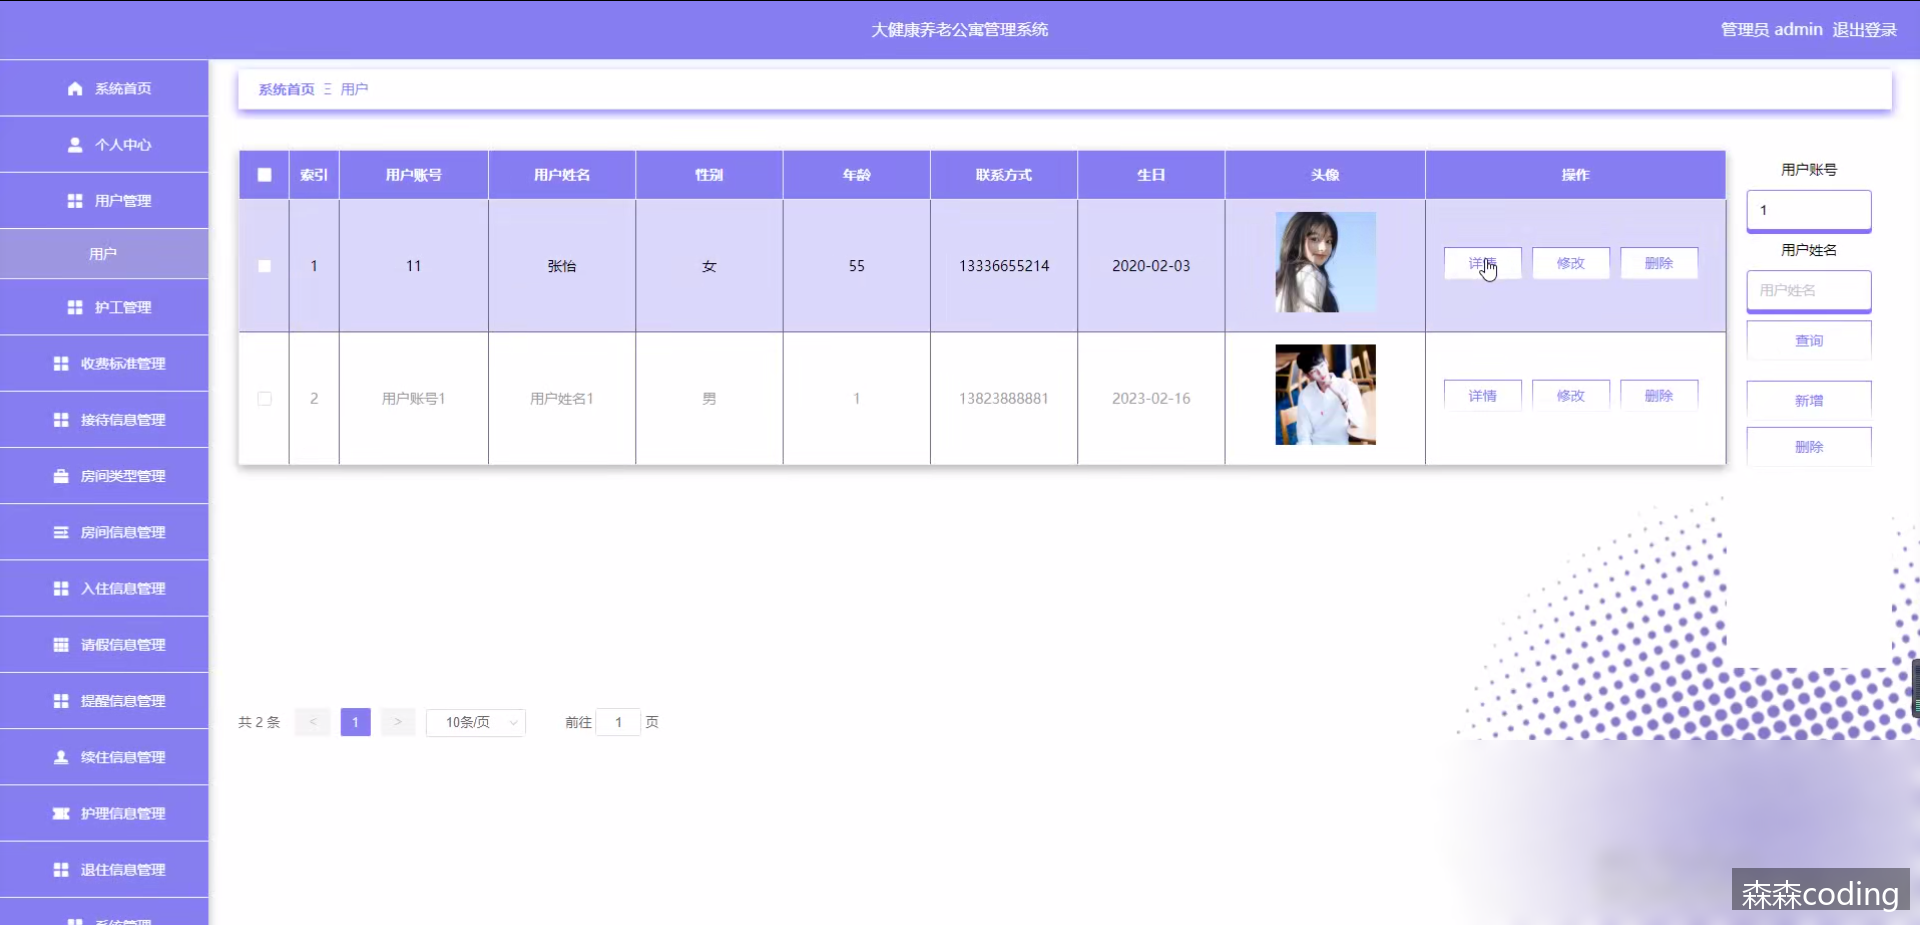 大健康养老公寓管理系统
管理员 admin 退出登录
系统首页
个人中心
用户管理
用户
护工管理
收费标准管理
接待信息管理
房间类型管理
房间信息管理
入住信息管理
请假信息管理
提醒信息管理
续住信息管理
护理信息管理
退住信息管理
系统管理
系统首页 Ξ 用户
索引 用户账号 用户姓名 性别 年龄 联系方式 生日 头像 操作
1 11 张怡 女 55 13336655214 2020-02-03 详情 修改 删除
2 用户账号1 用户姓名1 男 1 13823888881 2023-02-16 详情 修改 删除
用户账号
1
用户姓名
用户姓名
查询
新增
删除
共 2 条 < 1 > 10条/页 前往 1 页
森森coding